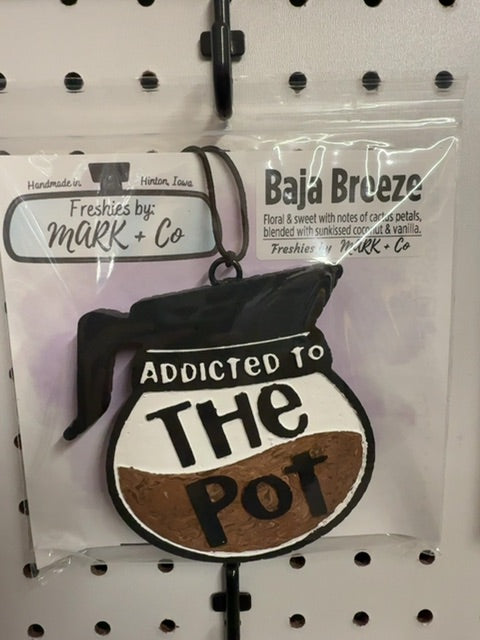 Handmade in Hinton, Iowa
Freshies by:
MARK + Co
Baja Breeze
Floral & sweet with notes of cactus petals,
blended with sunkissed coconut & vanilla.
Freshies by MARK + Co
ADDICTED TO
THe
Pot